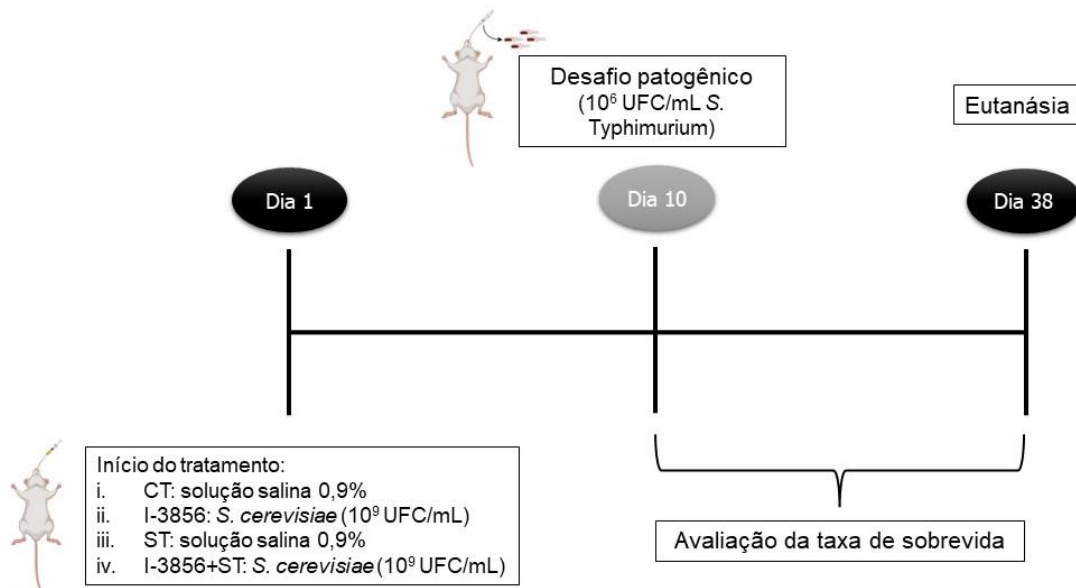 Desafio patogênico
(10⁶ UFC/mL S.
Typhimurium)
Eutanásia
Dia 1
Dia 10
Dia 38
Início do tratamento:
i. CT: solução salina 0,9%
ii. I-3856: S. cerevisiae (10⁹ UFC/mL)
iii. ST: solução salina 0,9%
iv. I-3856+ST: S. cerevisiae (10⁹ UFC/mL)
Avaliação da taxa de sobrevida